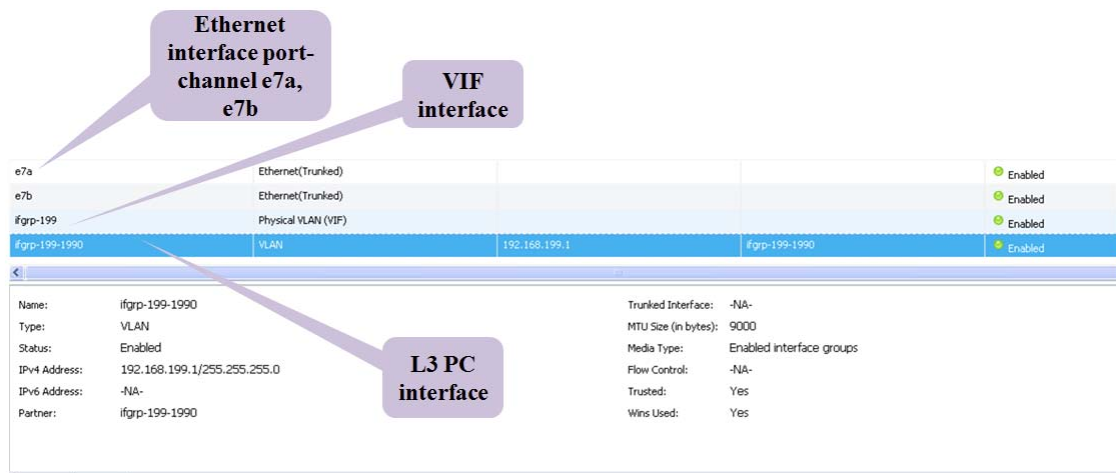 Ethernet
interface port-
channel e7a,
e7b
VIF
interface
e7a Ethernet(Trunked) Enabled
e7b Ethernet(Trunked) Enabled
ifgrp-199 Physical VLAN (VIF) Enabled
ifgrp-199-1990 VLAN 192.168.199.1 ifgrp-199-1990 Enabled
Name: ifgrp-199-1990 Trunked Interface: -NA-
Type: VLAN MTU Size (in bytes): 9000
Status: Enabled Media Type: Enabled interface groups
IPv4 Address: 192.168.199.1/255.255.255.0 Flow Control: -NA-
IPv6 Address: -NA- Trusted: Yes
Partner: ifgrp-199-1990 Wins Used: Yes
L3 PC
interface